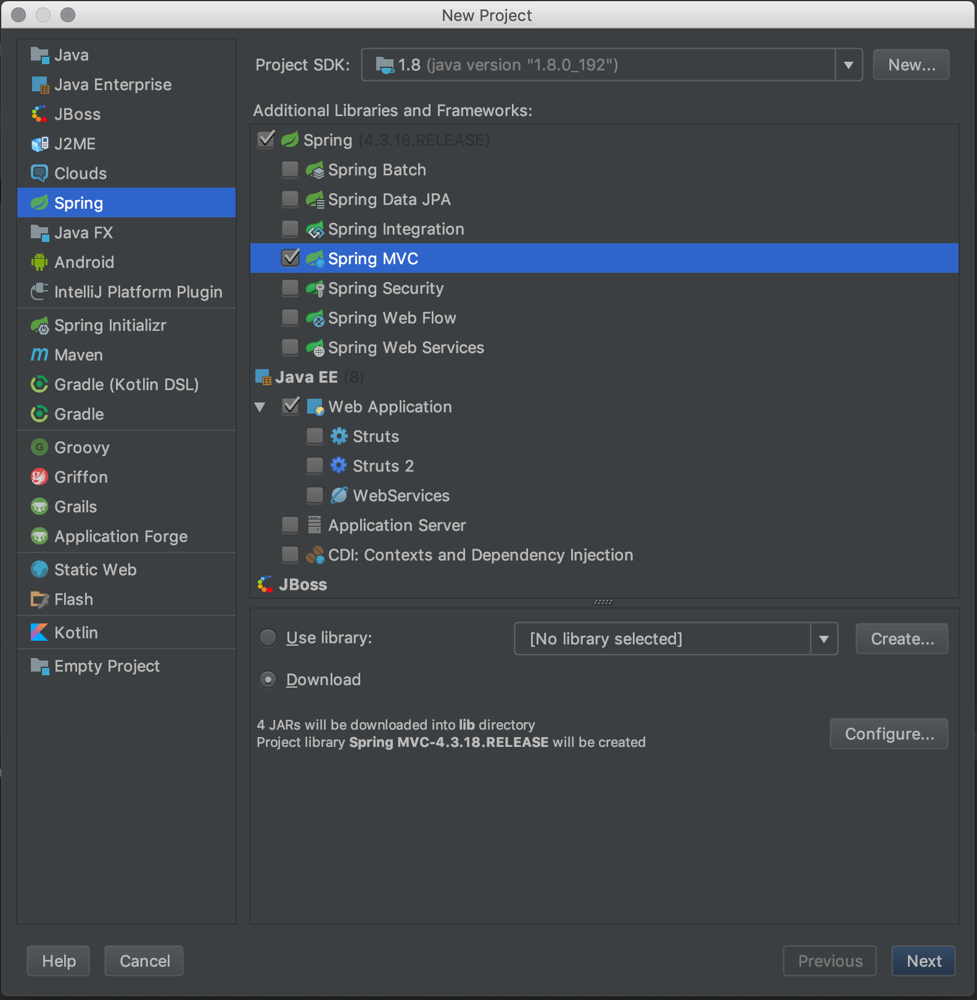 New Project
Java
Java Enterprise
JBoss
J2ME
Clouds
Spring
Java FX
Android
IntelliJ Platform Plugin
Spring Initializr
Maven
Gradle (Kotlin DSL)
Gradle
Groovy
Griffon
Grails
Application Forge
Static Web
Flash
Kotlin
Empty Project
Project SDK: 1.8 (java version "1.8.0_192") New...
Additional Libraries and Frameworks:
Spring (4.3.18.RELEASE)
Spring Batch
Spring Data JPA
Spring Integration
Spring MVC
Spring Security
Spring Web Flow
Spring Web Services
Java EE (8)
Web Application
Struts
Struts 2
WebServices
Application Server
CDI: Contexts and Dependency Injection
JBoss
Use library: [No library selected] Create...
Download
4 JARs will be downloaded into lib directory
Project library Spring MVC-4.3.18.RELEASE will be created
Configure...
Help Cancel Previous Next